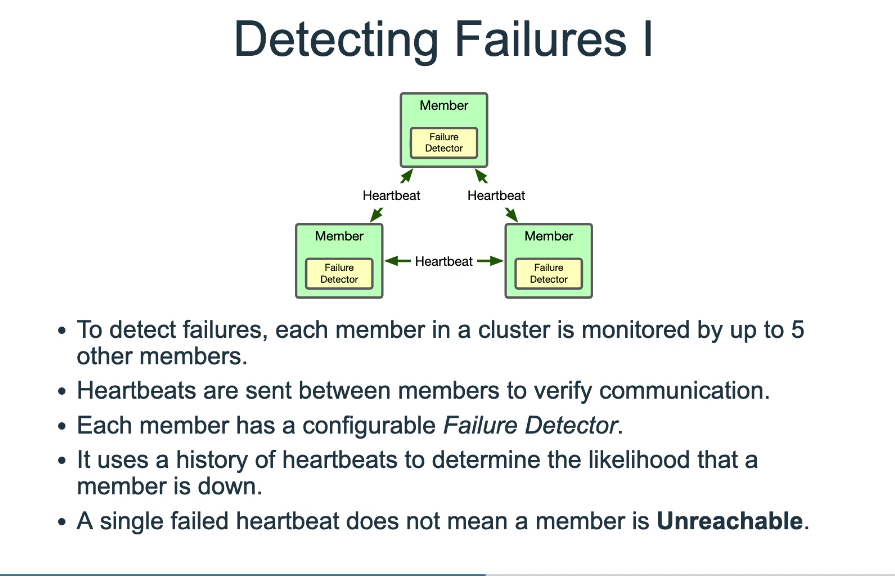 Detecting Failures I
Member
Failure
Detector
Heartbeat
Heartbeat
Member
Failure
Detector
Heartbeat
Member
Failure
Detector
• To detect failures, each member in a cluster is monitored by up to 5
other members.
• Heartbeats are sent between members to verify communication.
• Each member has a configurable Failure Detector.
• It uses a history of heartbeats to determine the likelihood that a
member is down.
• A single failed heartbeat does not mean a member is Unreachable.